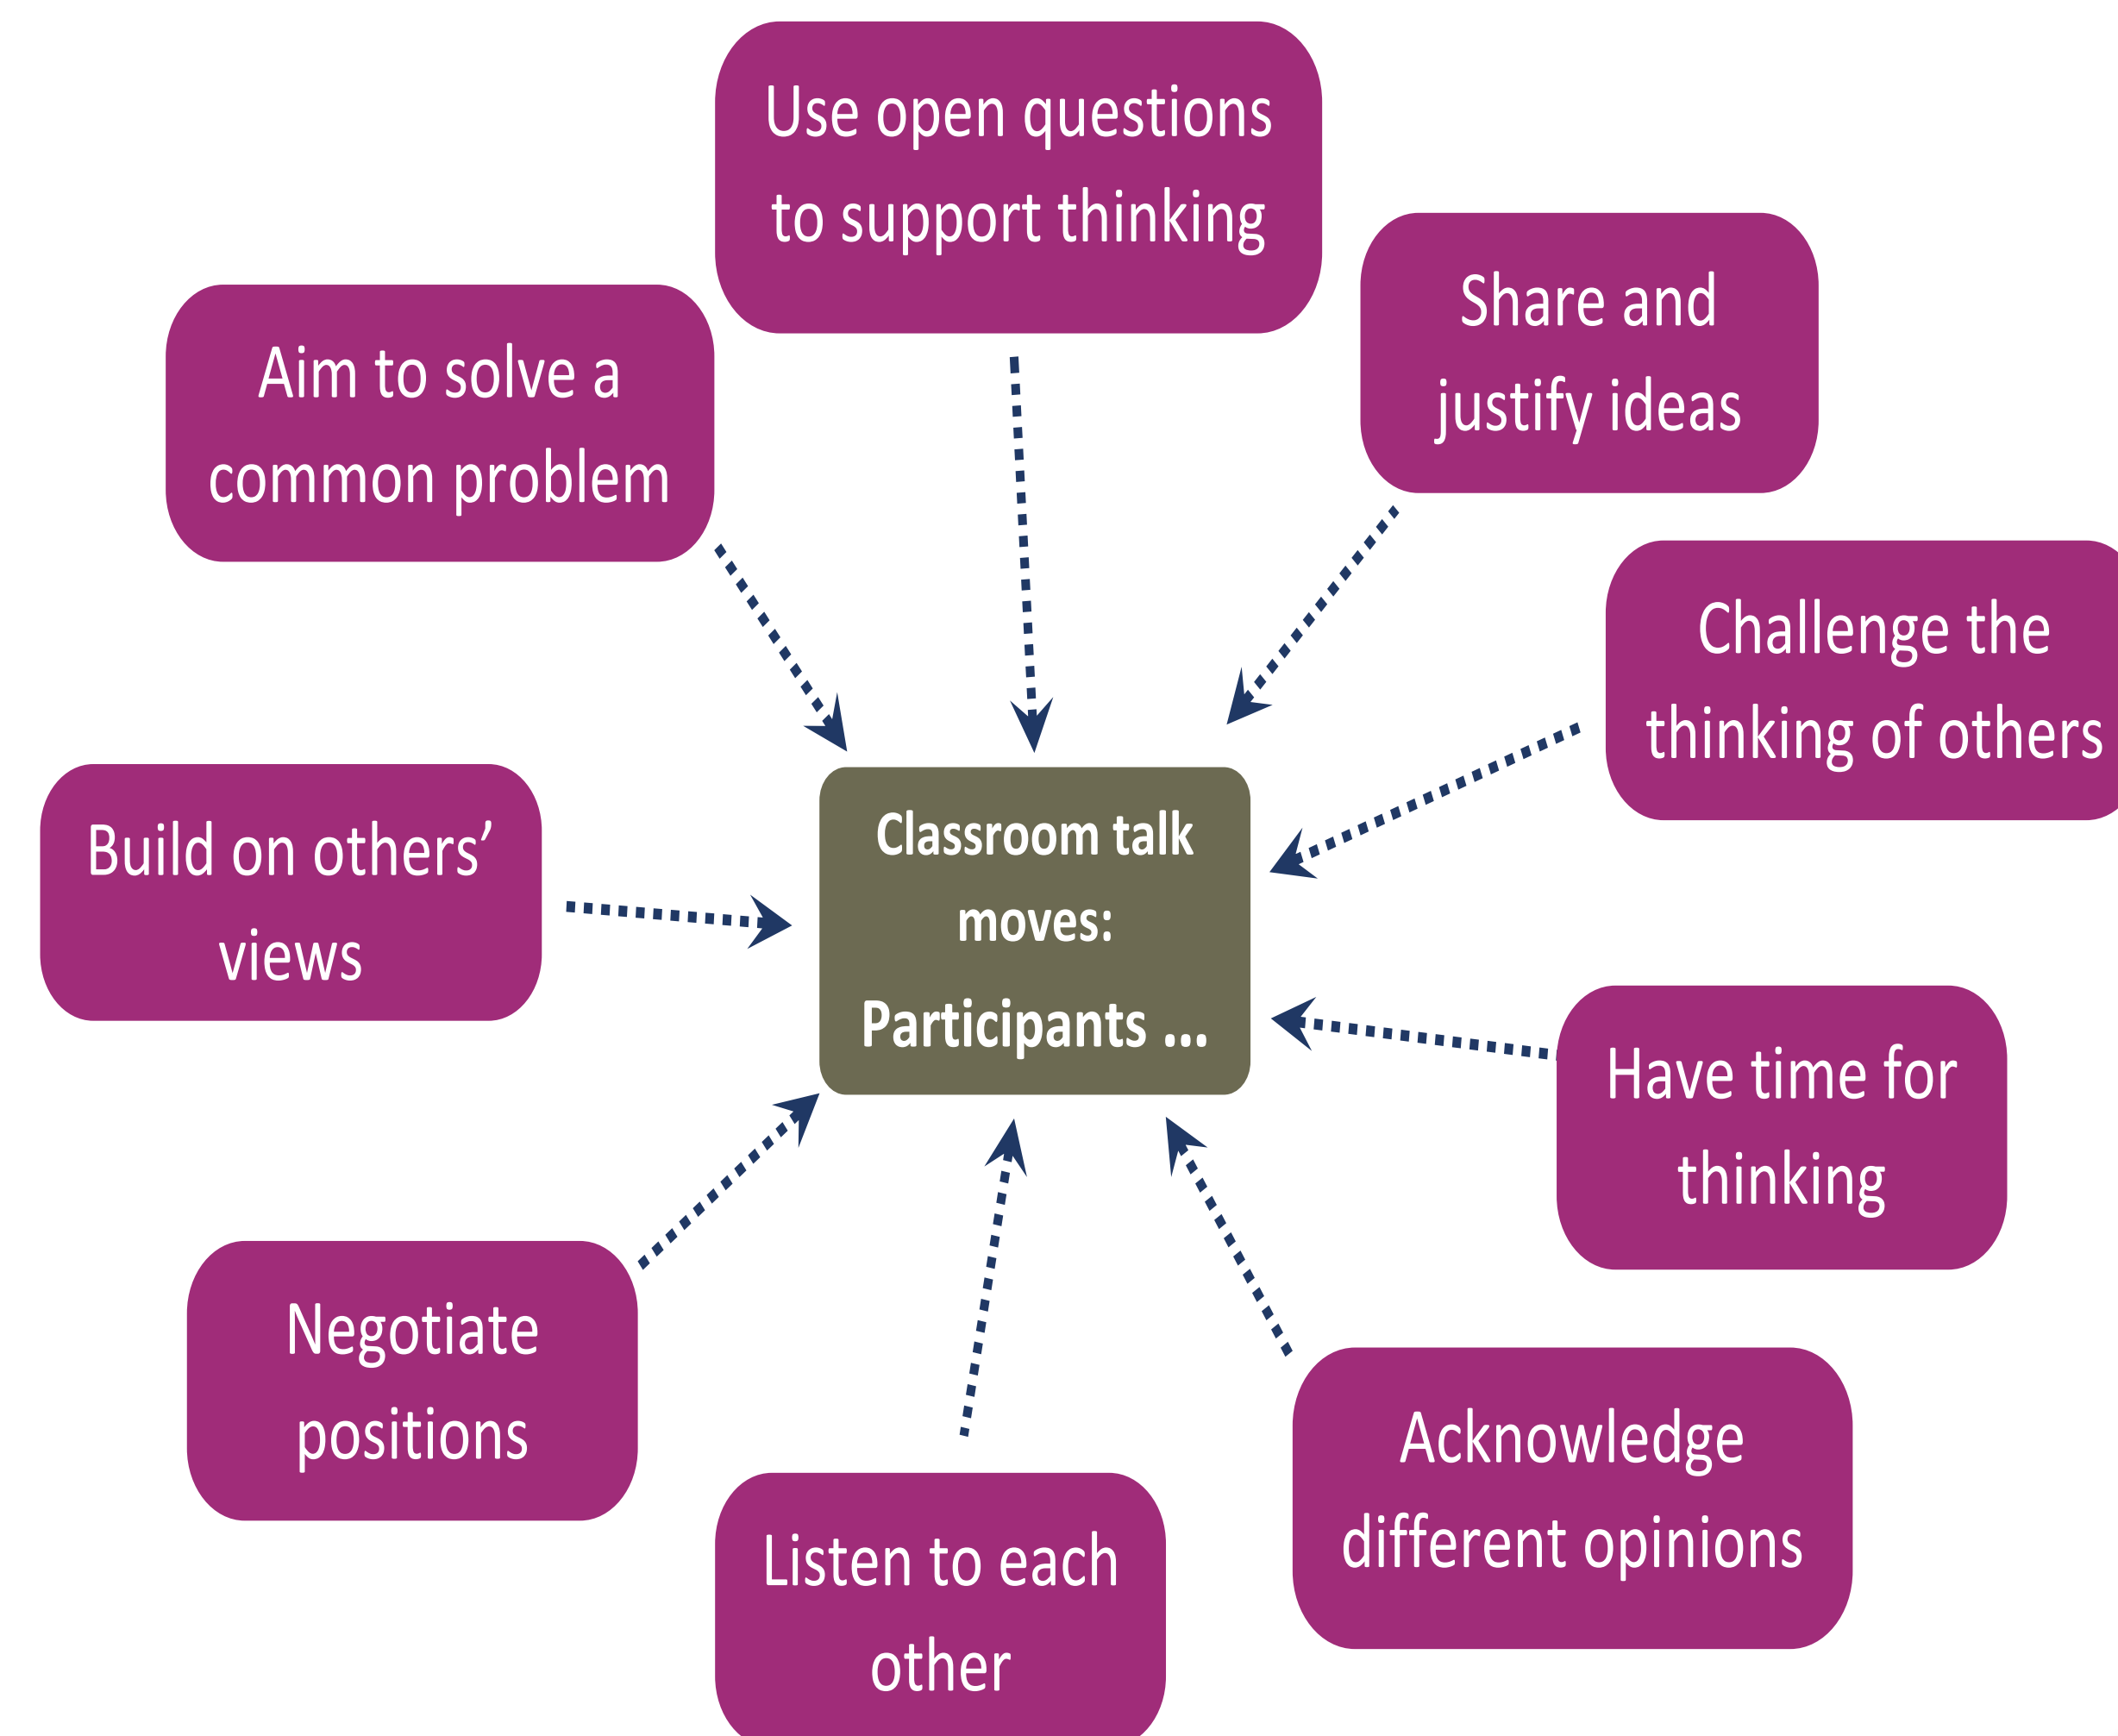 Use open questions
to support thinking
Share and
justify ideas
Aim to solve a
common problem
Challenge the
thinking of others
Build on others’
views
Classroom talk
moves:
Participants ...
Have time for
thinking
Negotiate
positions
Acknowledge
different opinions
Listen to each
other